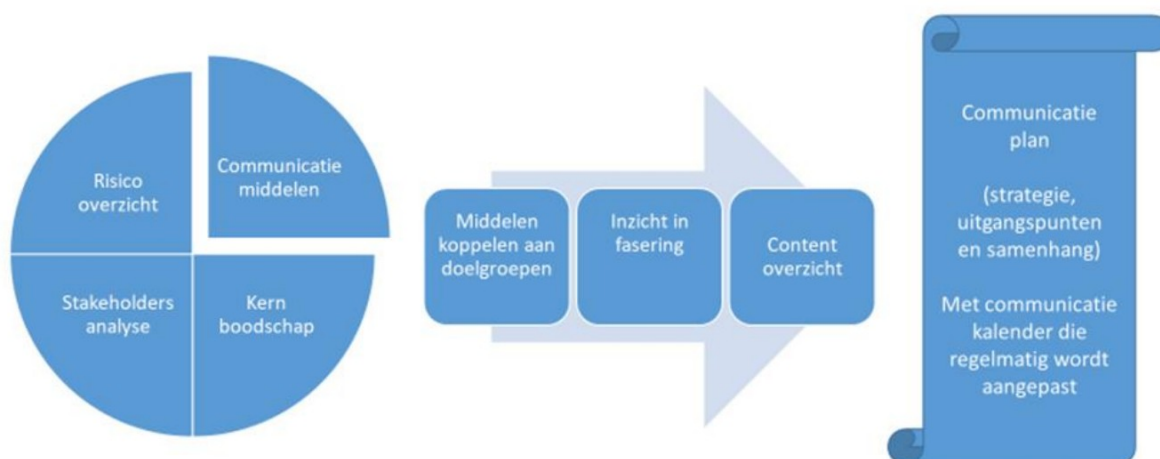 Risico
overzicht
Communicatie
middelen
Stakeholders
analyse
Kern
boodschap
Middelen
koppelen aan
doelgroepen
Inzicht in
fasering
Content
overzicht
Communicatie
plan
(strategie,
uitgangspunten
en samenhang)
Met communicatie
kalender die
regelmatig wordt
aangepast